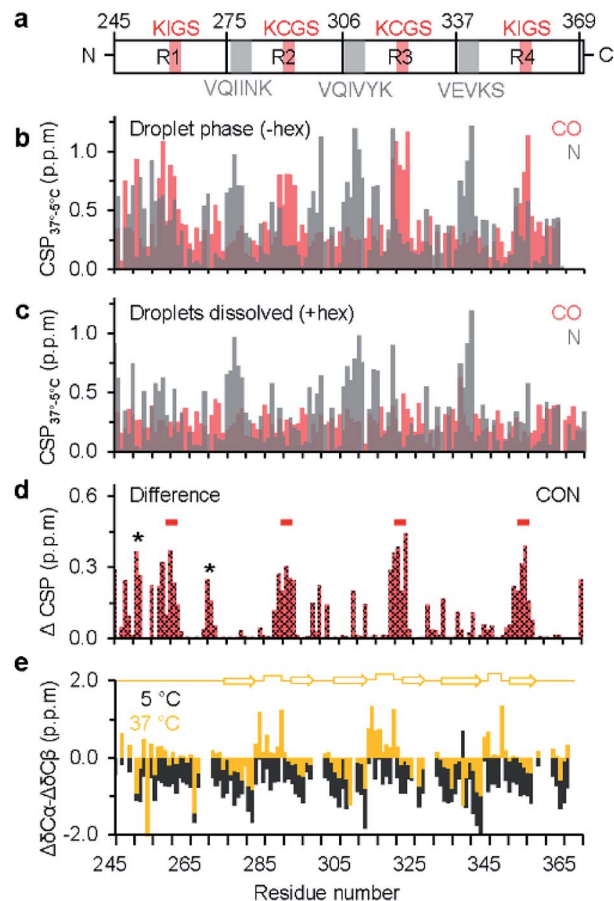 a
245 275 306 337 369
KIGS KCGS KCGS KIGS
N R1 R2 R3 R4 C
VQIINK VQIVYK VEVKS
b
Droplet phase (-hex) CO
N
CSP37°-5°C (p.p.m)
1.0
0.5
0.0
c
Droplets dissolved (+hex) CO
N
CSP37°-5°C (p.p.m)
1.0
0.5
0.0
d
Difference CON
* *
Δ CSP (p.p.m)
0.6
0.3
0.0
e
5 °C
37 °C
ΔδCα-ΔδCβ (p.p.m)
2.0
0.0
-2.0
245 265 285 305 325 345 365
Residue number